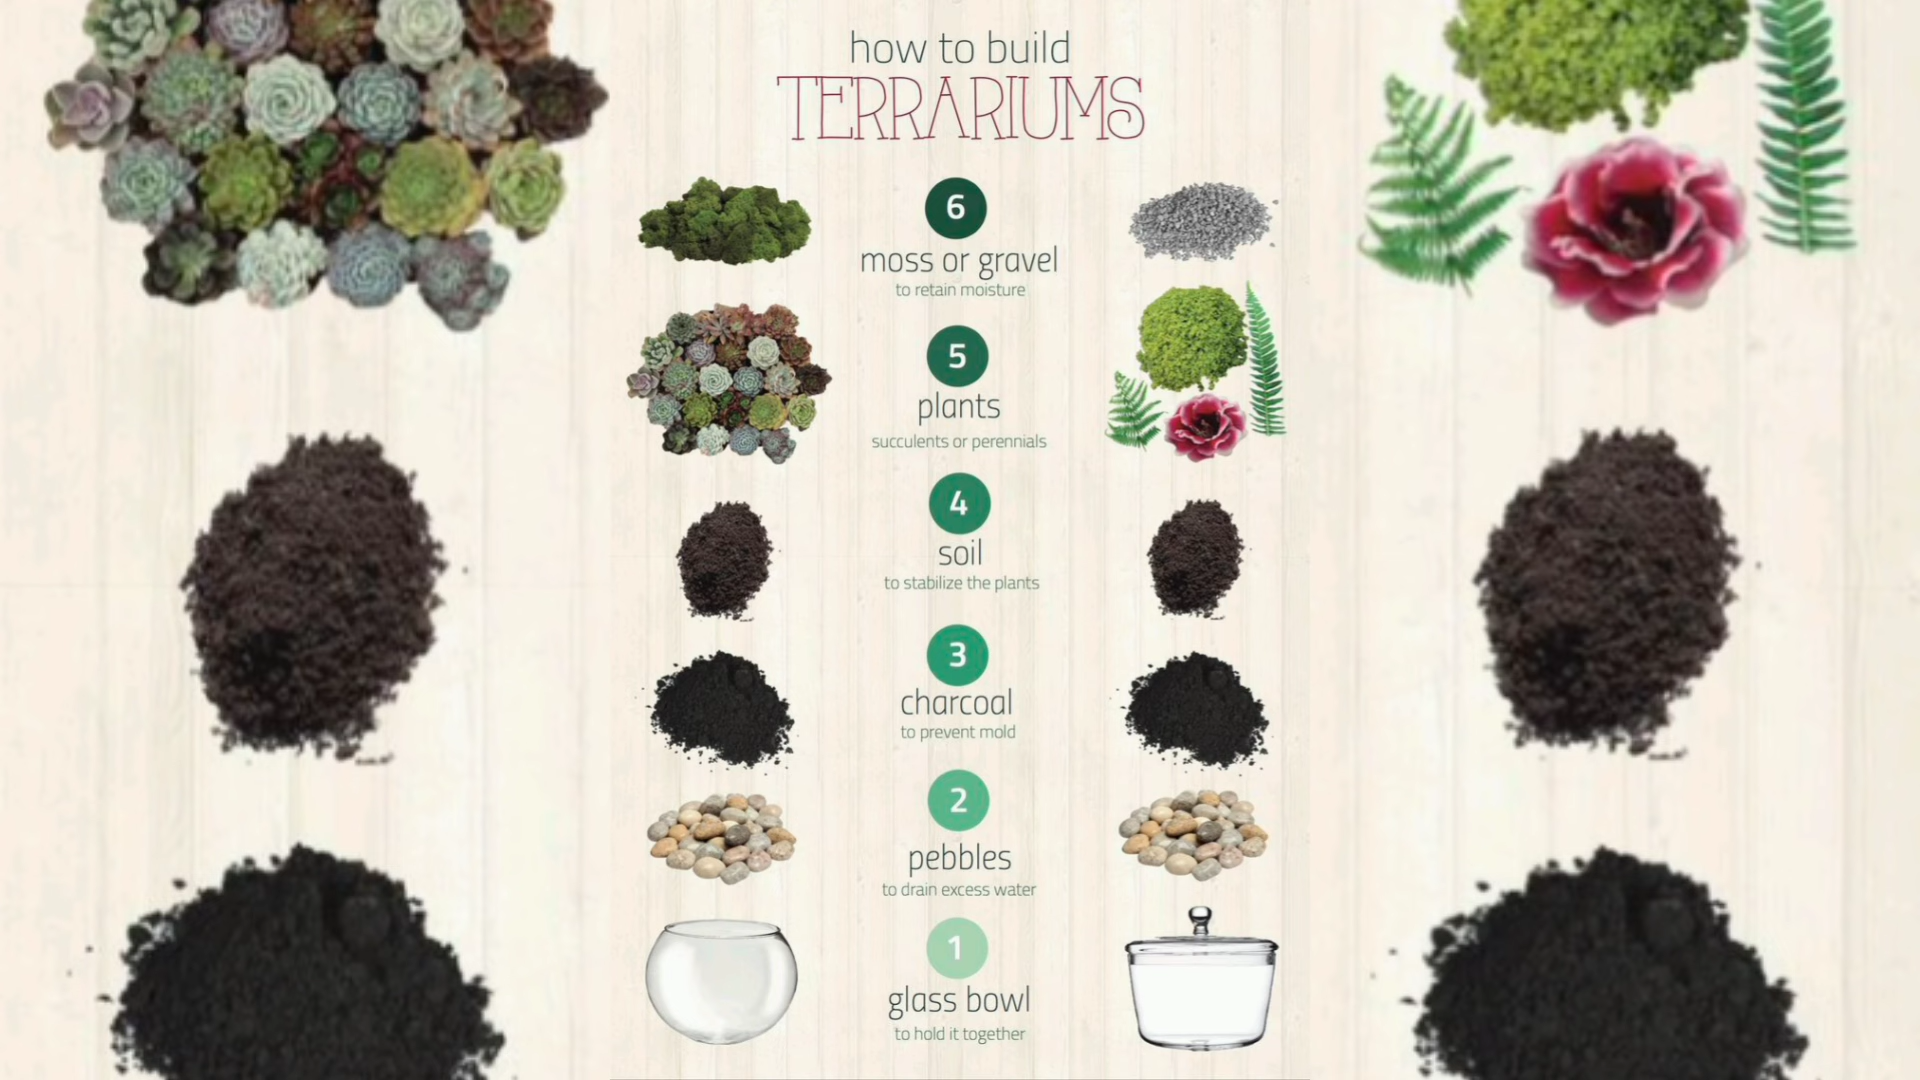 how to build
TERRARIUMS
6
moss or gravel
to retain moisture
5
plants
succulents or perennials
4
soil
to stabilize the plants
3
charcoal
to prevent mold
2
pebbles
to drain excess water
1
glass bowl
to hold it together